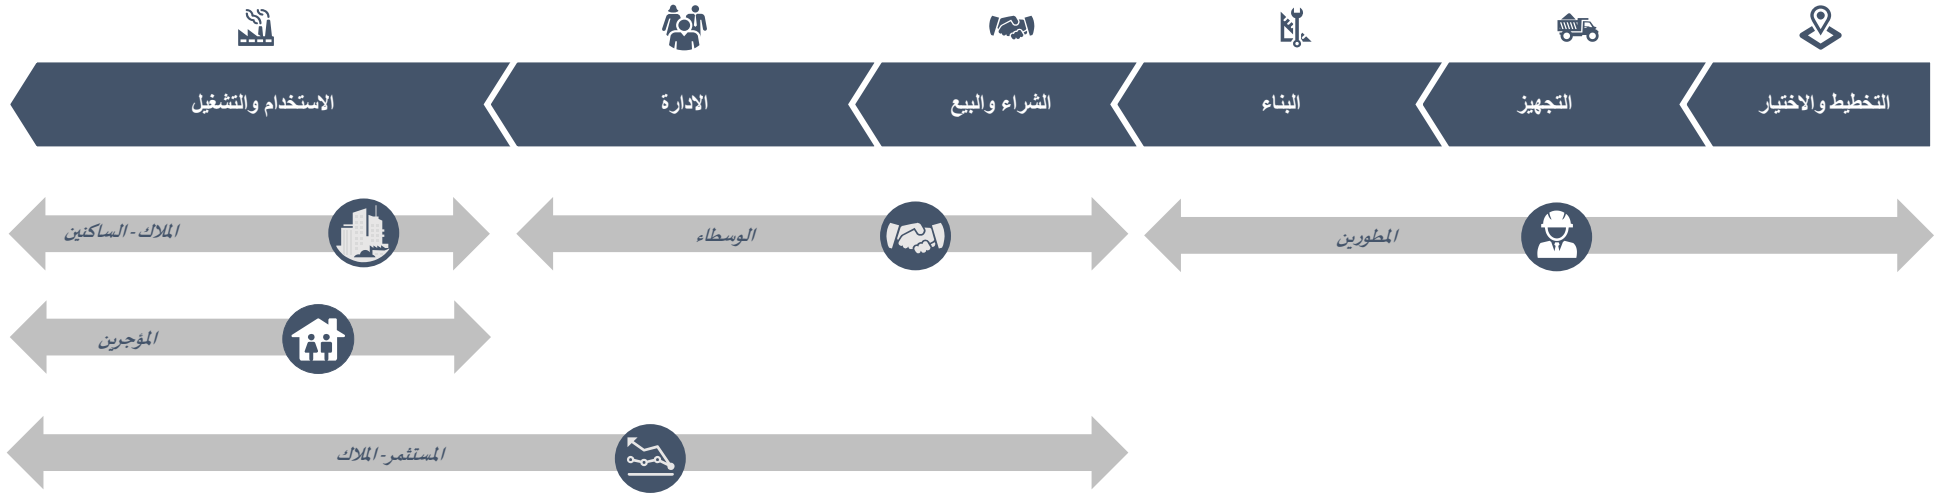 التخطيط والاختيار
التجهيز
البناء
الشراء والبيع
الادارة
الاستخدام والتشغيل
المطورين
الوسطاء
الملاك - الساكنين
المؤجرين
المستثمر- الملاك